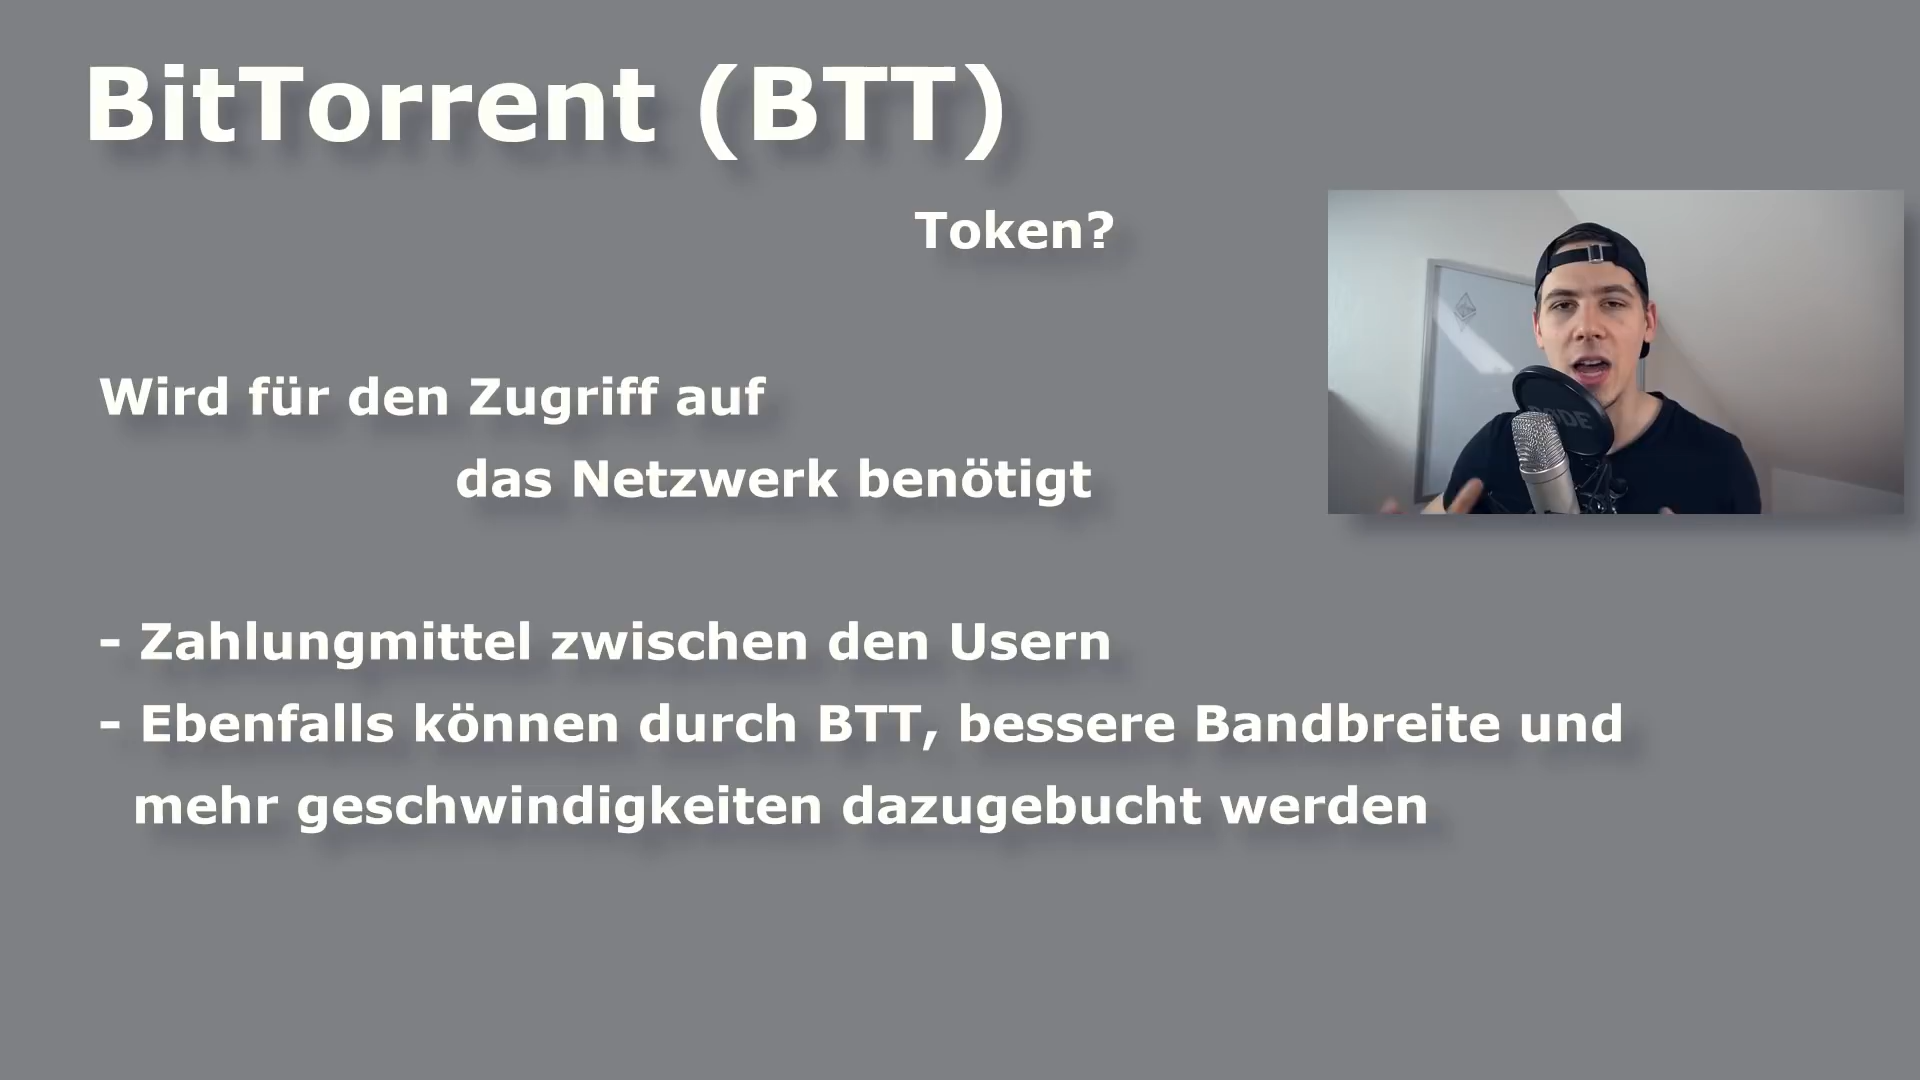 BitTorrent (BTT)
Token?
RODE
Wird für den Zugriff auf
das Netzwerk benötigt
- Zahlungmittel zwischen den Usern
- Ebenfalls können durch BTT, bessere Bandbreite und
mehr geschwindigkeiten dazugebucht werden